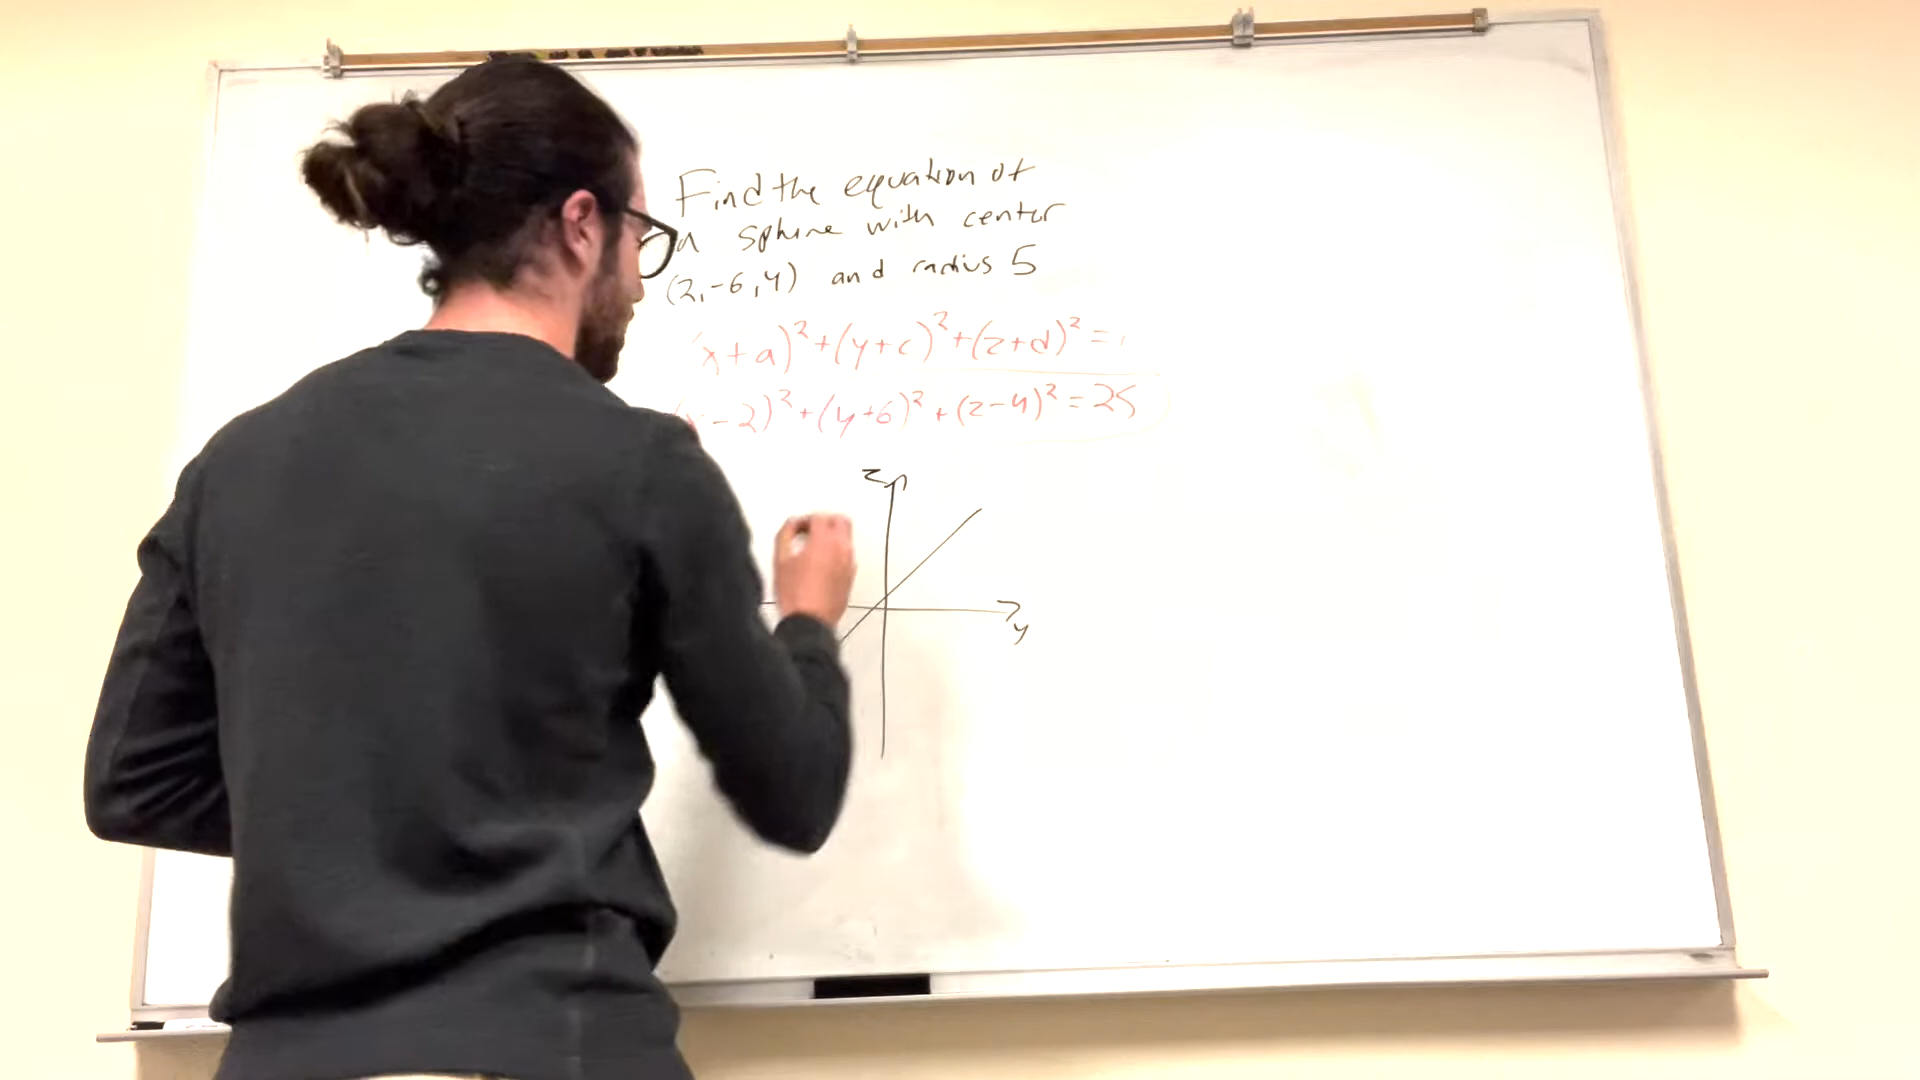 Find the equation of
a sphere with center
(2,-6,4) and radius 5
x+a)²+(y+c)²+(z+d)²=
-2)²+(y+6)²+(z-4)²=25
z
y